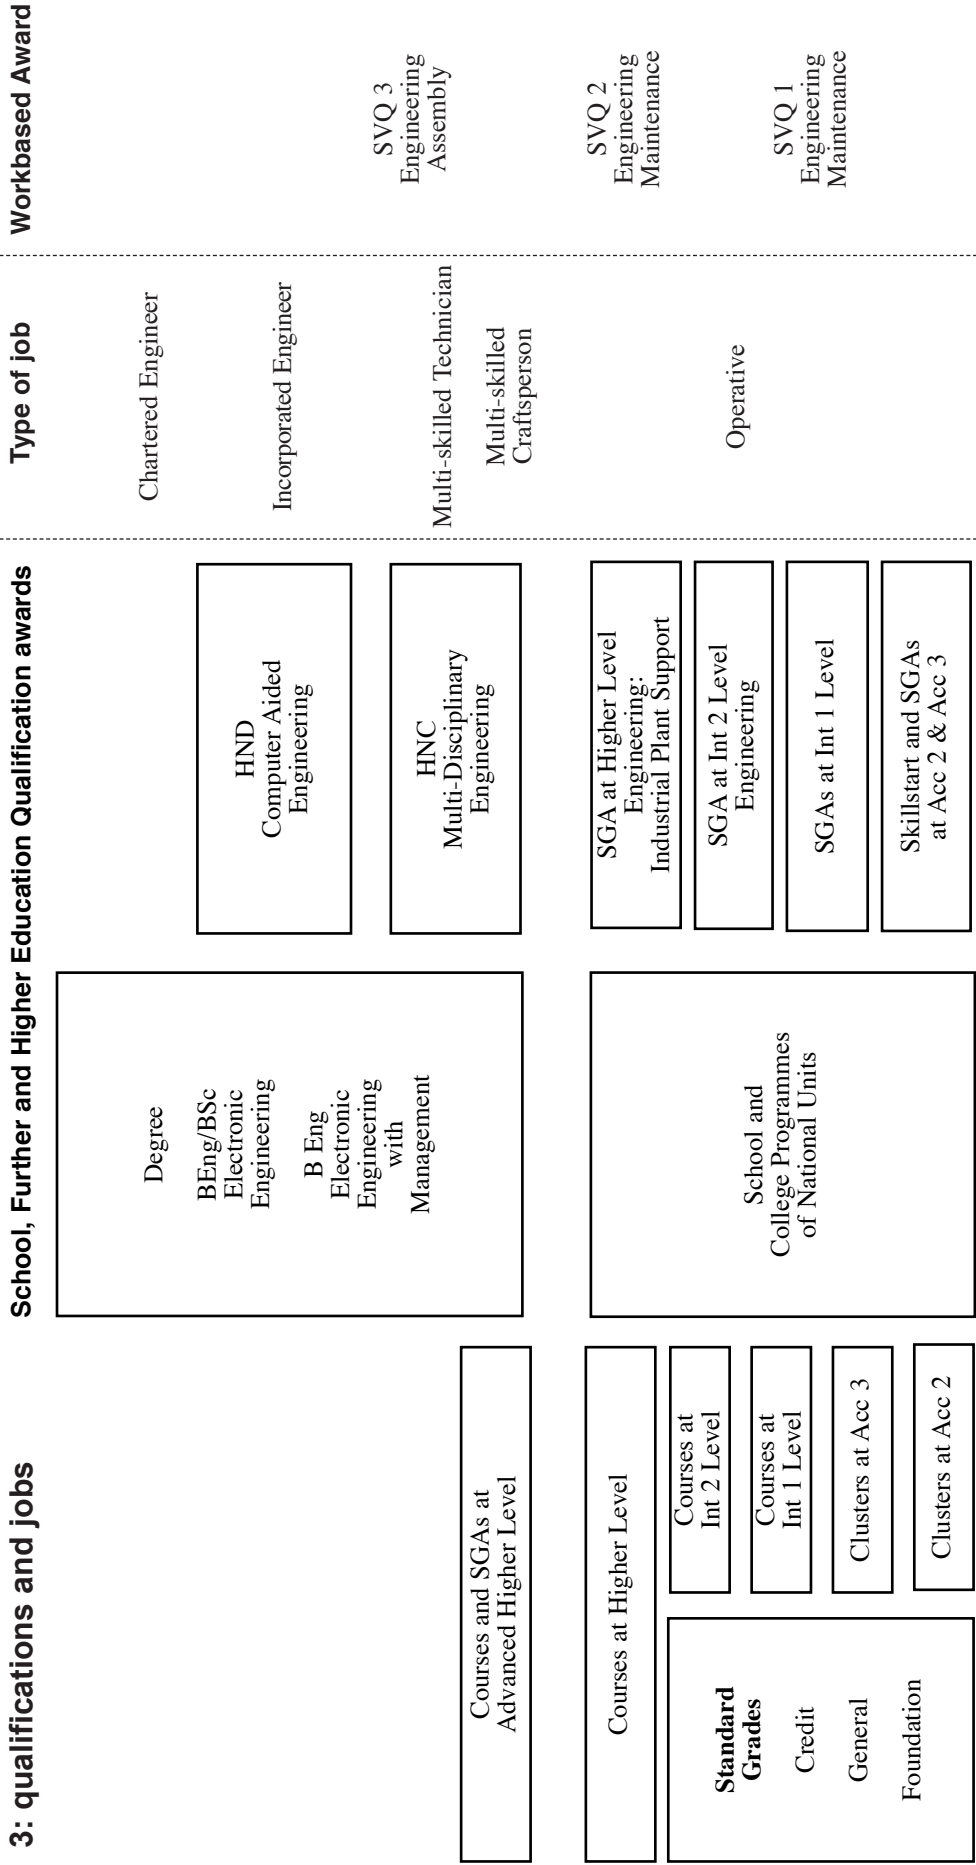 3: qualifications and jobs
School, Further and Higher Education Qualification awards
Type of job
Workbased Award
Courses and SGAs at
Advanced Higher Level
Courses at Higher Level
Standard
Grades
Credit
General
Foundation
Courses at
Int 2 Level
Courses at
Int 1 Level
Clusters at Acc 3
Clusters at Acc 2
Degree
BEng/BSc
Electronic
Engineering
B Eng
Electronic
Engineering
with
Management
School and
College Programmes
of National Units
HND
Computer Aided
Engineering
HNC
Multi-Disciplinary
Engineering
SGA at Higher Level
Engineering:
Industrial Plant Support
SGA at Int 2 Level
Engineering
SGAs at Int 1 Level
Skillstart and SGAs
at Acc 2 & Acc 3
Chartered Engineer
Incorporated Engineer
Multi-skilled Technician
Multi-skilled
Craftsperson
Operative
SVQ 3
Engineering
Assembly
SVQ 2
Engineering
Maintenance
SVQ 1
Engineering
Maintenance